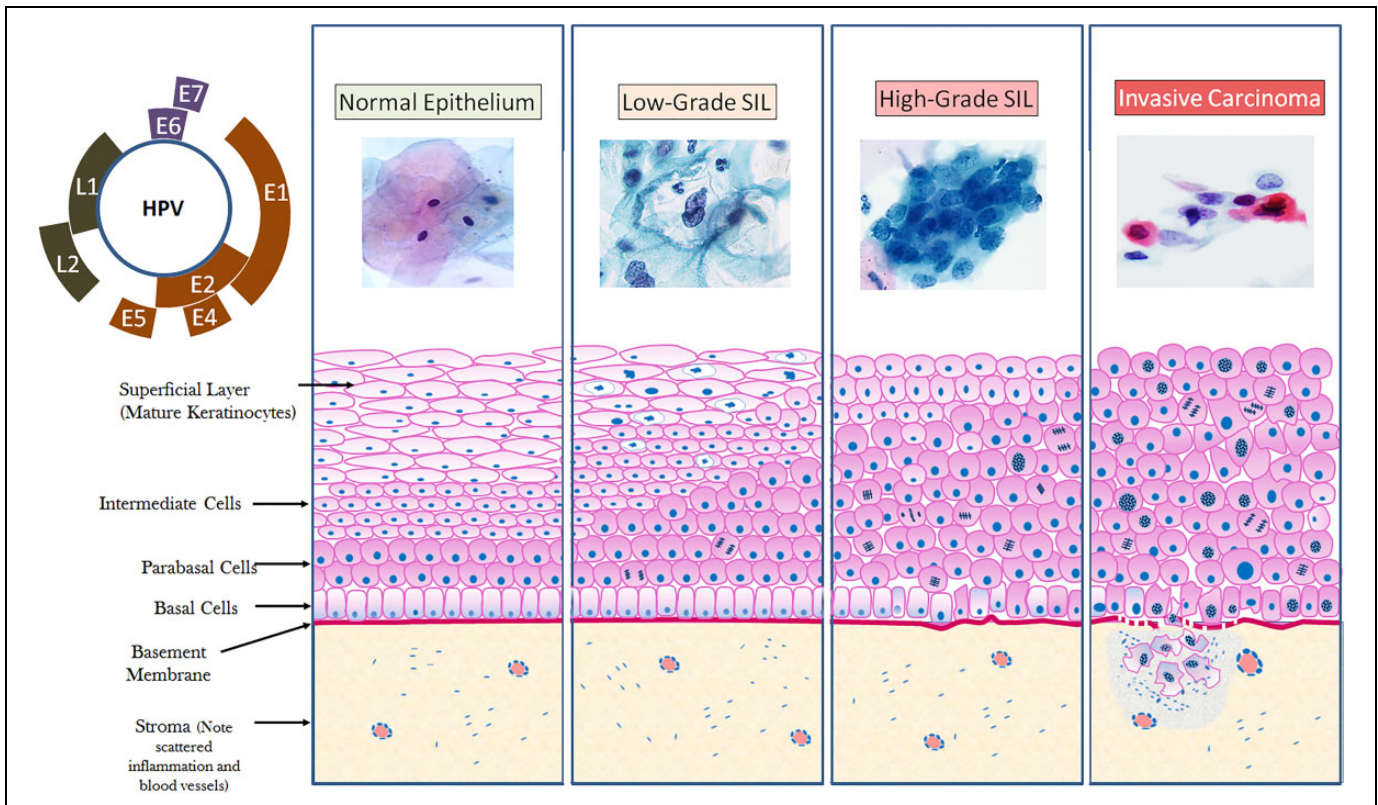 E7
E6
L1
HPV
E1
L2
E2
E5
E4
Normal Epithelium
Low-Grade SIL
High-Grade SIL
Invasive Carcinoma
Superficial Layer
(Mature Keratinocytes)
Intermediate Cells
Parabasal Cells
Basal Cells
Basement
Membrane
Stroma (Note
scattered
inflammation and
blood vessels)